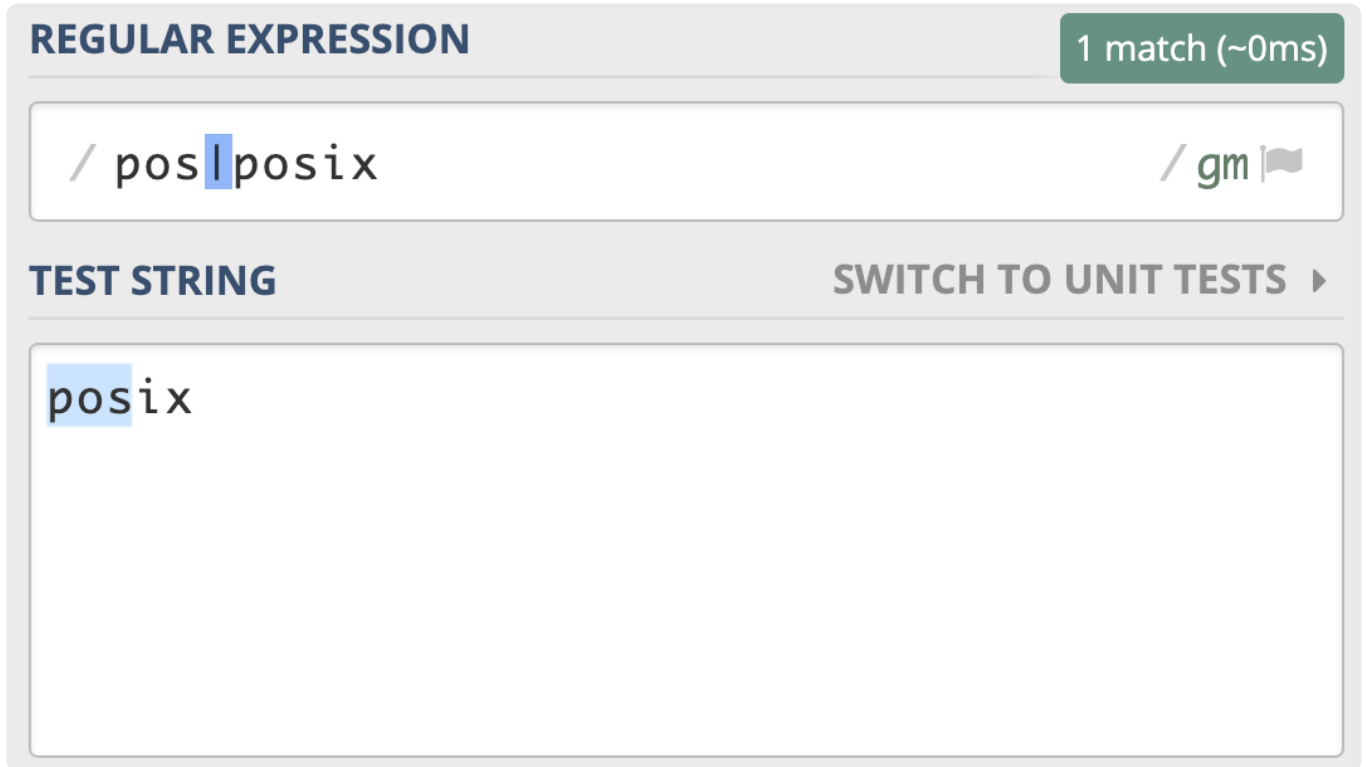 REGULAR EXPRESSION
1 match (~0ms)
/ pos|posix / gm
TEST STRING
SWITCH TO UNIT TESTS
posix